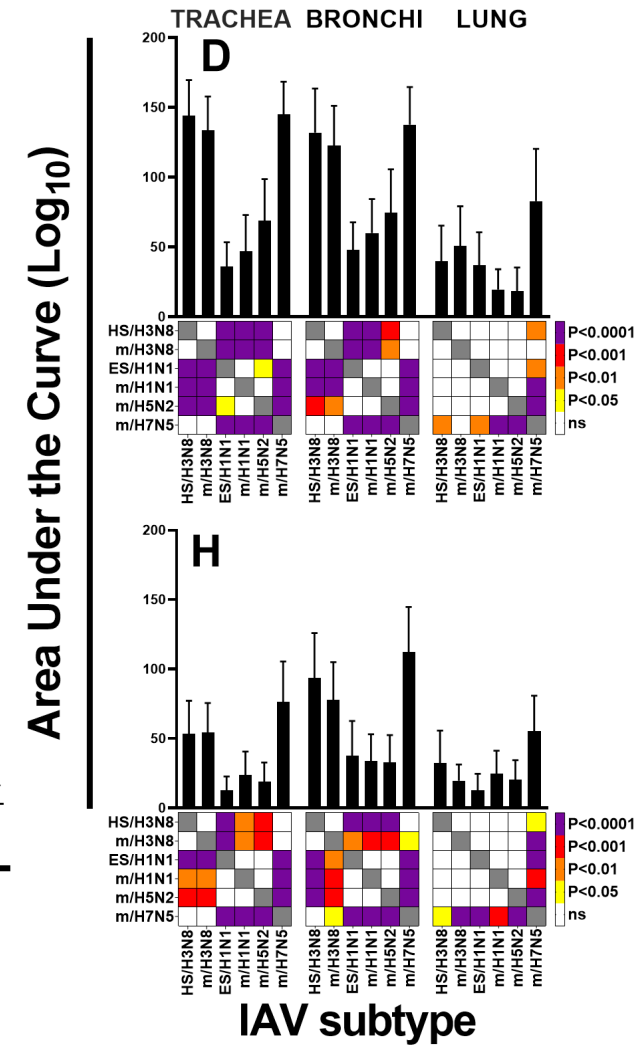 TRACHEA BRONCHI LUNG
D
200
150
100
50
0
HS/H3N8
m/H3N8
ES/H1N1
m/H1N1
m/H5N2
m/H7N5
P<0.0001
P<0.001
P<0.01
P<0.05
ns
HS/H3N8 m/H3N8 ES/H1N1 m/H1N1 m/H5N2 m/H7N5 HS/H3N8 m/H3N8 ES/H1N1 m/H1N1 m/H5N2 m/H7N5 HS/H3N8 m/H3N8 ES/H1N1 m/H1N1 m/H5N2 m/H7N5
Area Under the Curve (Log10)
H
200
150
100
50
0
HS/H3N8
m/H3N8
ES/H1N1
m/H1N1
m/H5N2
m/H7N5
P<0.0001
P<0.001
P<0.01
P<0.05
ns
HS/H3N8 m/H3N8 ES/H1N1 m/H1N1 m/H5N2 m/H7N5 HS/H3N8 m/H3N8 ES/H1N1 m/H1N1 m/H5N2 m/H7N5 HS/H3N8 m/H3N8 ES/H1N1 m/H1N1 m/H5N2 m/H7N5
IAV subtype